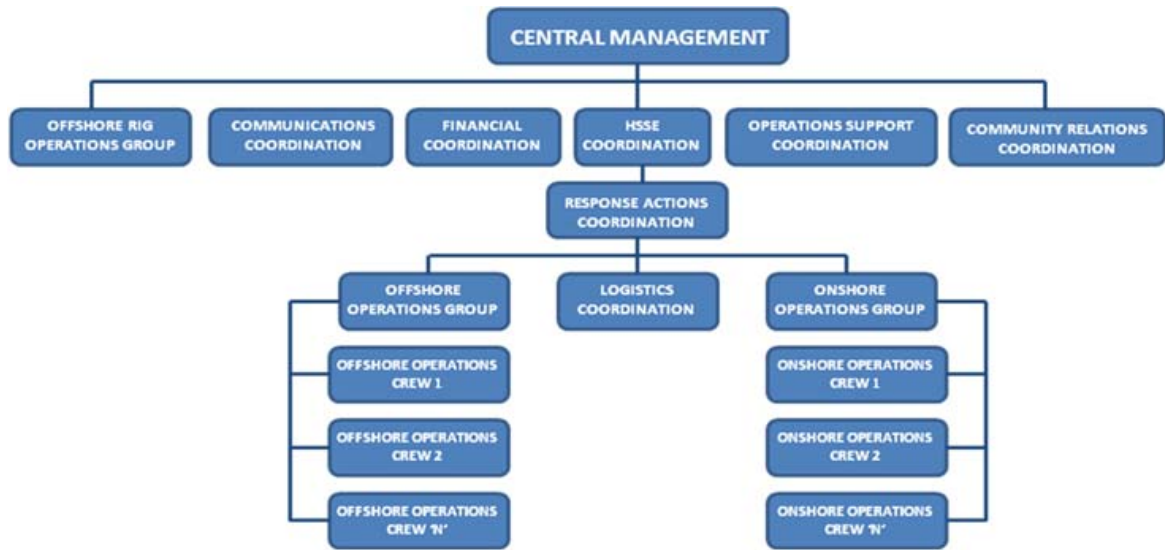 CENTRAL MANAGEMENT
OFFSHORE RIG
OPERATIONS GROUP
COMMUNICATIONS
COORDINATION
FINANCIAL
COORDINATION
HSSE
COORDINATION
OPERATIONS SUPPORT
COORDINATION
COMMUNITY RELATIONS
COORDINATION
RESPONSE ACTIONS
COORDINATION
OFFSHORE
OPERATIONS GROUP
LOGISTICS
COORDINATION
ONSHORE
OPERATIONS GROUP
OFFSHORE OPERATIONS
CREW 1
ONSHORE OPERATIONS
CREW 1
OFFSHORE OPERATIONS
CREW 2
ONSHORE OPERATIONS
CREW 2
OFFSHORE OPERATIONS
CREW ‘N’
ONSHORE OPERATIONS
CREW ‘N’